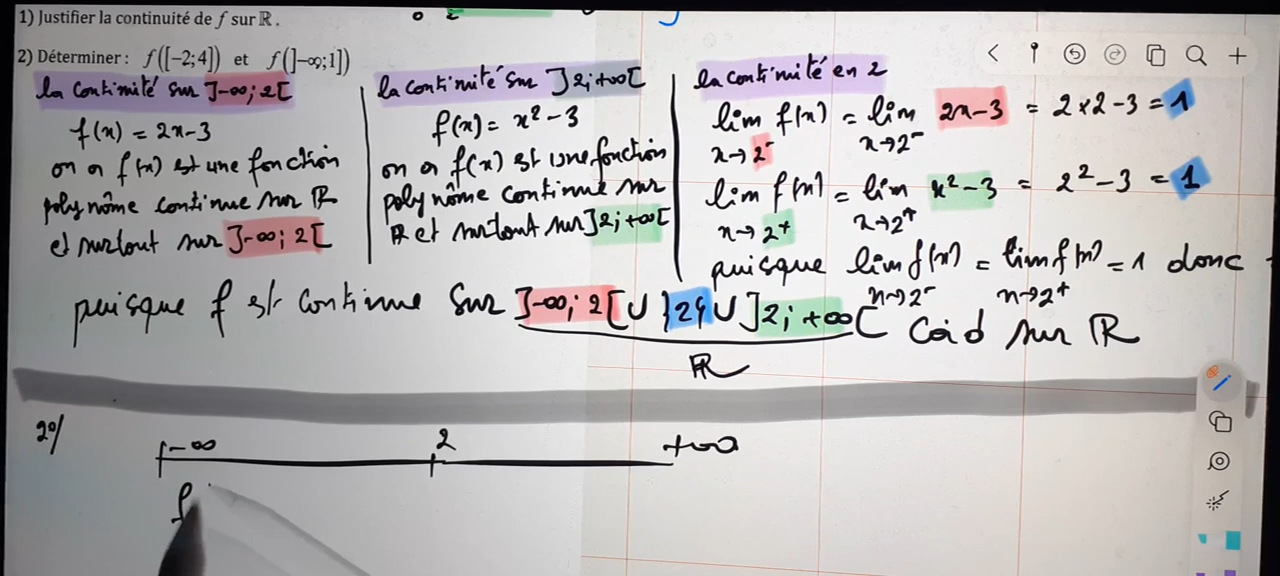 1) Justifier la continuité de f sur ℝ.
2) Déterminer : f([-2;4]) et f(]-∞;1])
la continuité sur ]-∞; 2[
f(x) = 2x-3
on a f(x) est une fonction
polynôme continue sur ℝ
et surtout sur ]-∞; 2[
la continuité sur ]2;+∞[
f(x) = x²-3
on a f(x) est une fonction
polynôme continue sur
ℝ et surtout sur ]2;+∞[
la continuité en 2
lim f(x) = lim 2x-3 = 2×2-3 = 1
x→2⁻ x→2⁻
lim f(x) = lim x²-3 = 2²-3 = 1
x→2⁺ x→2⁺
puisque lim f(x) = lim f(x) = 1 donc
x→2⁻ x→2⁺
puisque f est continue sur ]-∞; 2[ ∪ {2} ∪ ]2; +∞[ càd sur ℝ
ℝ
2°/
-∞ 2 +∞
f